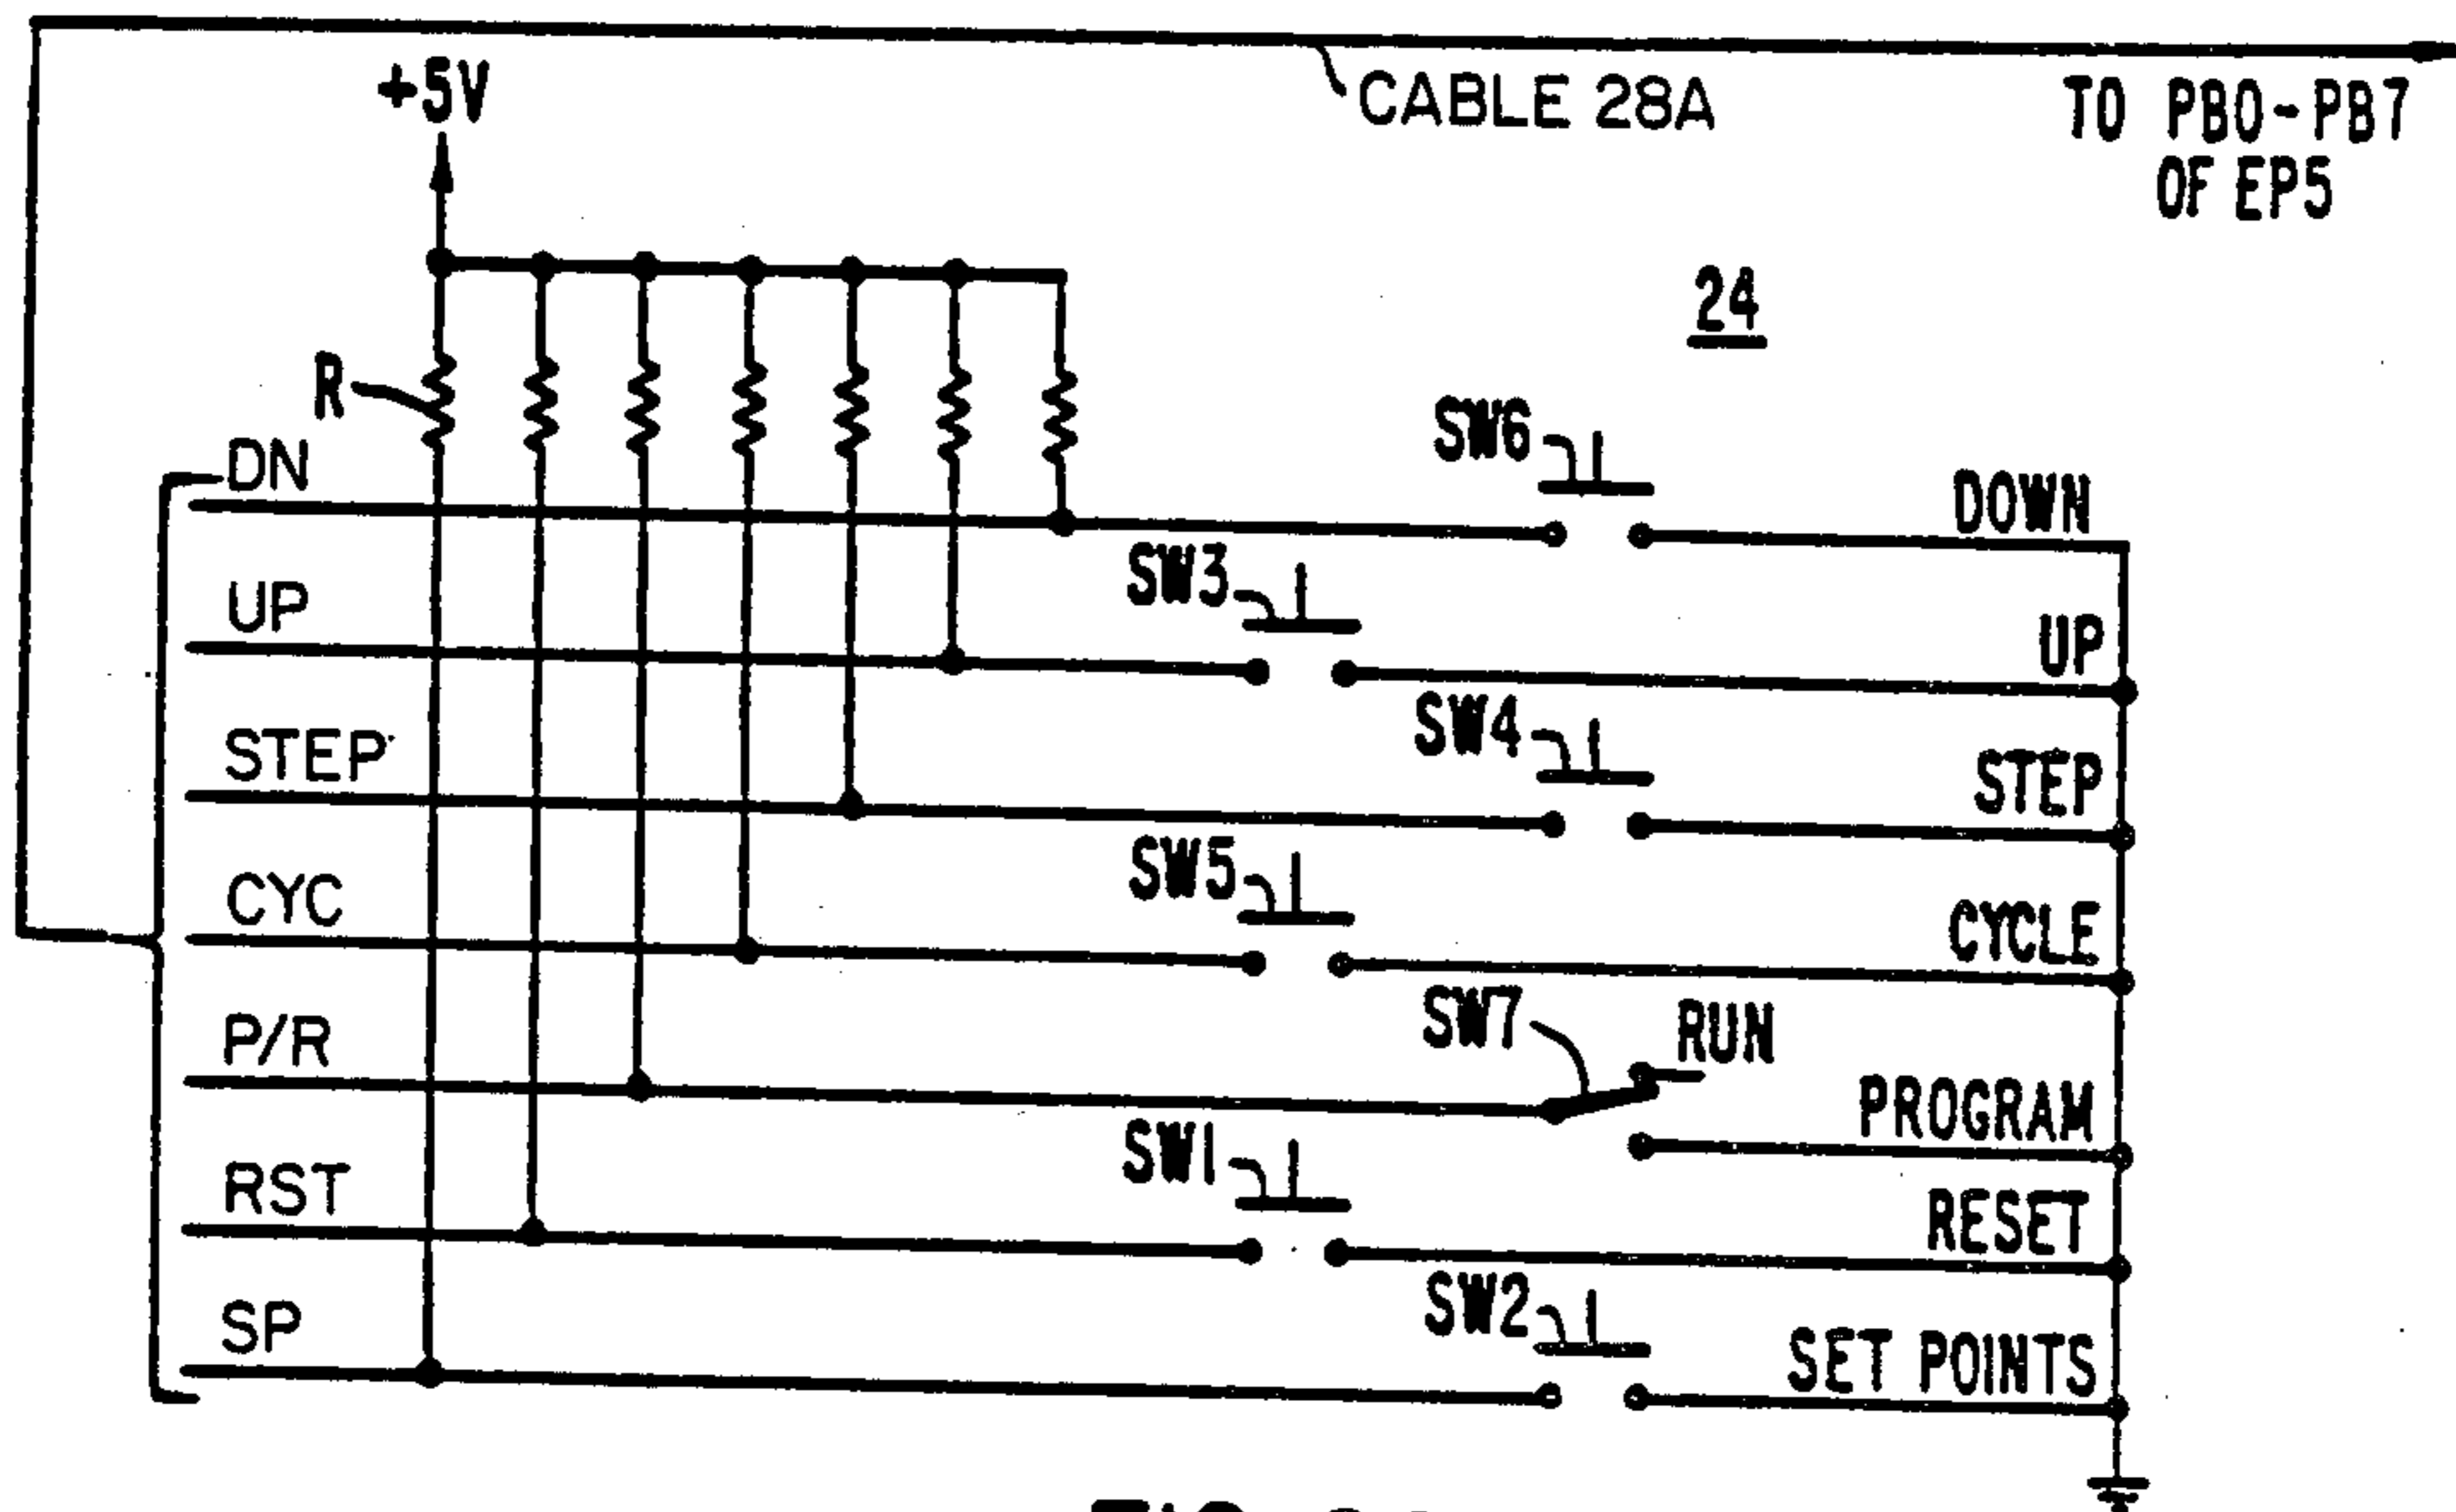 +5V
CABLE 28A
TO PB0-PB7
OF EP5
24
R
SW6
DN
DOWN
SW3
UP
UP
SW4
STEP
STEP
SW5
CYC
CYCLE
SW7
RUN
P/R
PROGRAM
SW1
RST
RESET
SW2
SP
SET POINTS